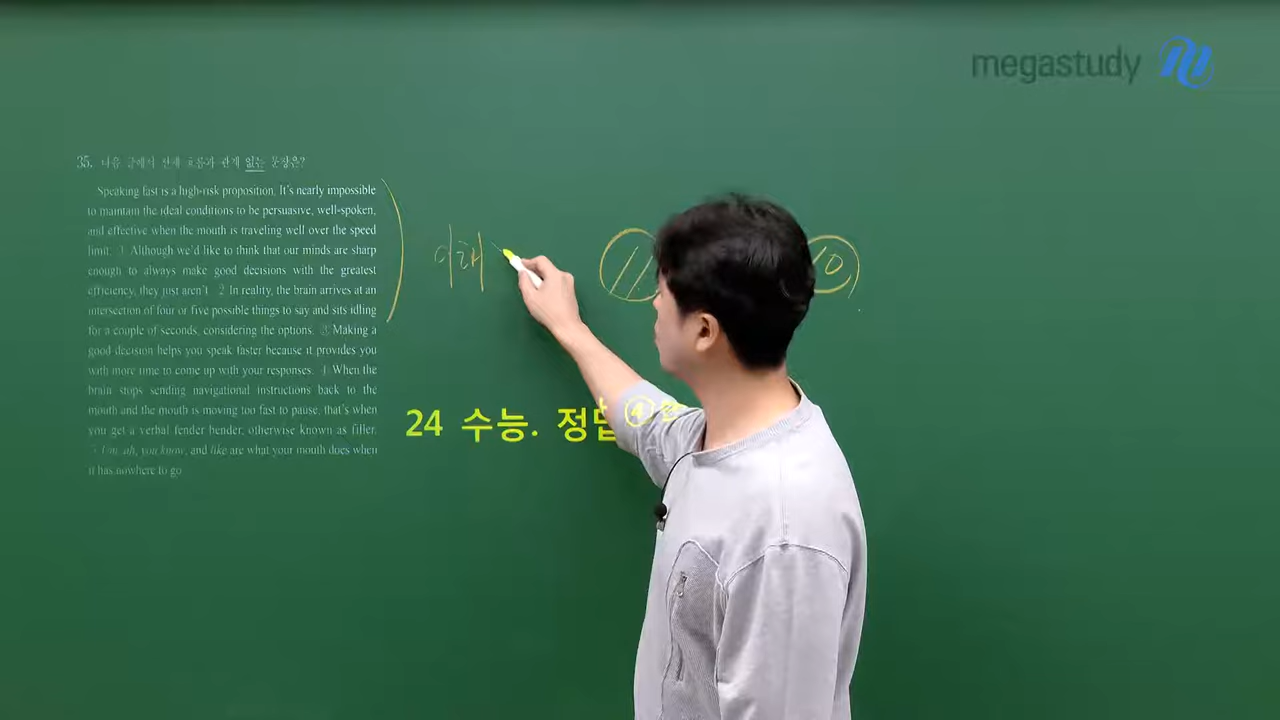 megastudy
35. 다음 글에서 전체 흐름과 관계 없는 문장은?
Speaking fast is a high-risk proposition. It's nearly impossible
to maintain the ideal conditions to be persuasive, well-spoken,
and effective when the mouth is traveling well over the speed
limit. 1 Although we'd like to think that our minds are sharp
enough to always make good decisions with the greatest
efficiency, they just aren't. 2 In reality, the brain arrives at an
intersection of four or five possible things to say and sits idling
for a couple of seconds, considering the options. 3 Making a
good decision helps you speak faster because it provides you
with more time to come up with your responses. 4 When the
brain stops sending navigational instructions back to the
mouth and the mouth is moving too fast to pause, that's when
you get a verbal fender bender, otherwise known as filler.
5 Um, ah, you know, and like are what your mouth does when
it has nowhere to go.
이해
11
10
24 수능. 정답 ④